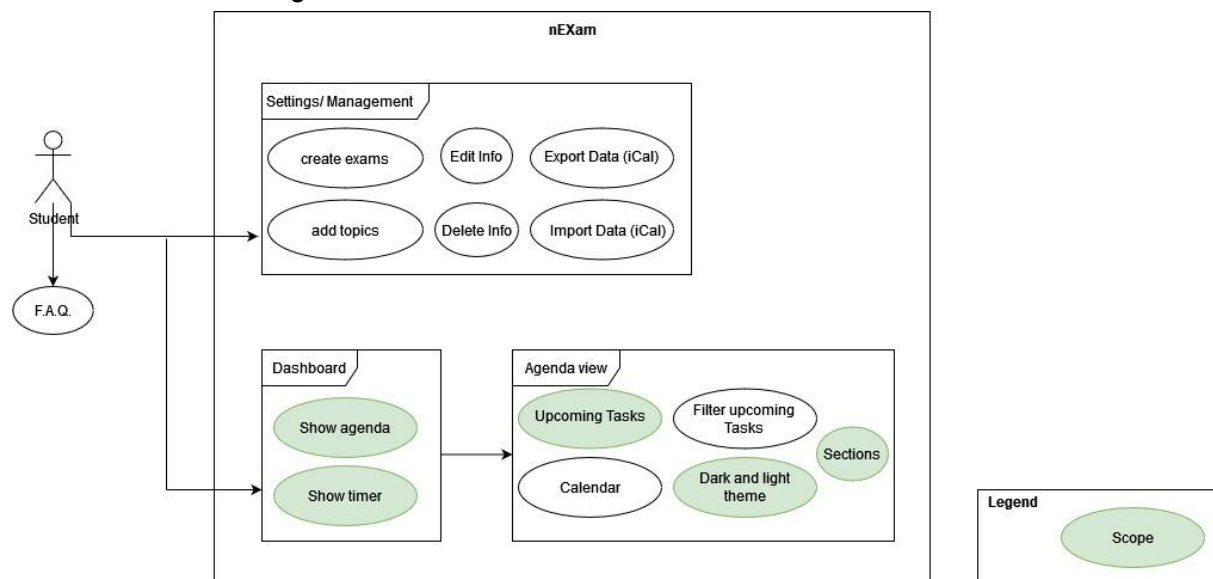 nEXam
Settings/ Management
create exams
Edit Info
Export Data (iCal)
Student
add topics
Delete Info
Import Data (iCal)
F.A.Q.
Dashboard
Agenda view
Show agenda
Upcoming Tasks
Filter upcoming
Tasks
Sections
Show timer
Calendar
Dark and light
theme
Legend
Scope